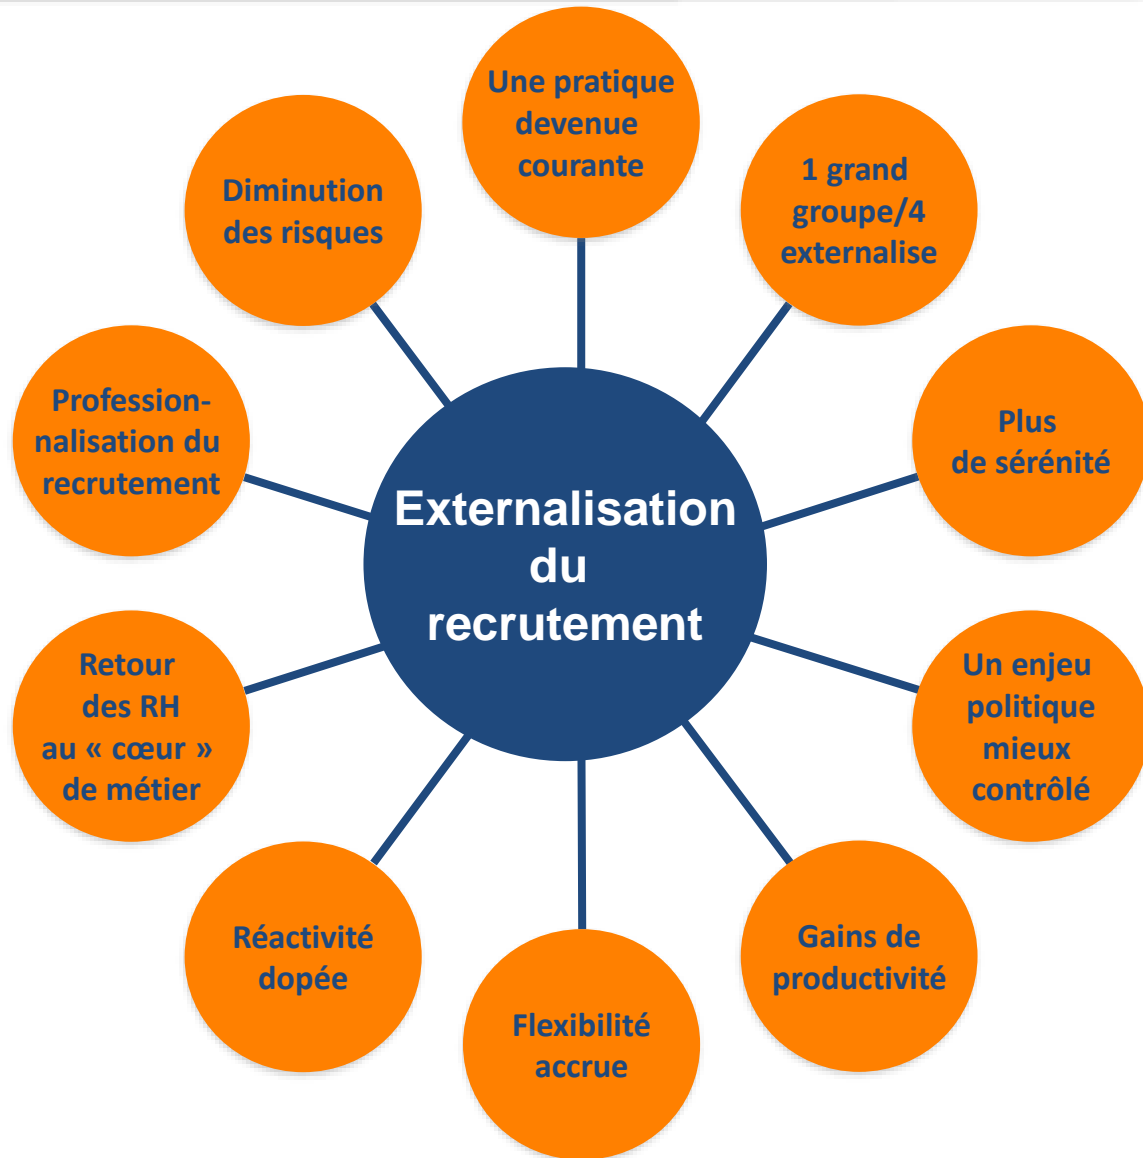 Une pratique
devenue
courante
1 grand
groupe/4
externalise
Plus
de sérénité
Un enjeu
politique
mieux
contrôlé
Gains de
productivité
Flexibilité
accrue
Réactivité
dopée
Retour
des RH
au « cœur »
de métier
Profession-
nalisation du
recrutement
Diminution
des risques
Externalisation
du
recrutement